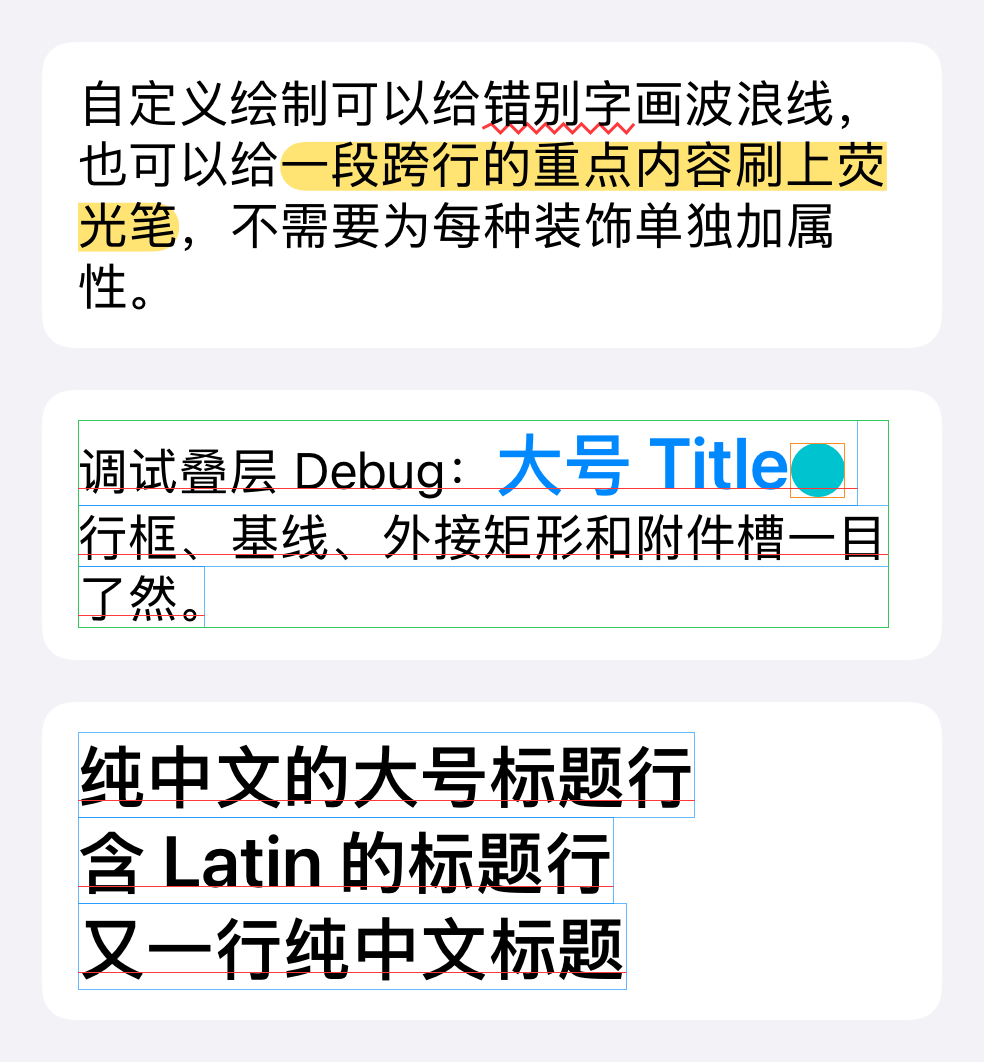 自定义绘制可以给错别字画波浪线，
也可以给一段跨行的重点内容刷上荧
光笔，不需要为每种装饰单独加属
性。
调试叠层 Debug：大号 Title
行框、基线、外接矩形和附件槽一目
了然。
纯中文的大号标题行
含 Latin 的标题行
又一行纯中文标题